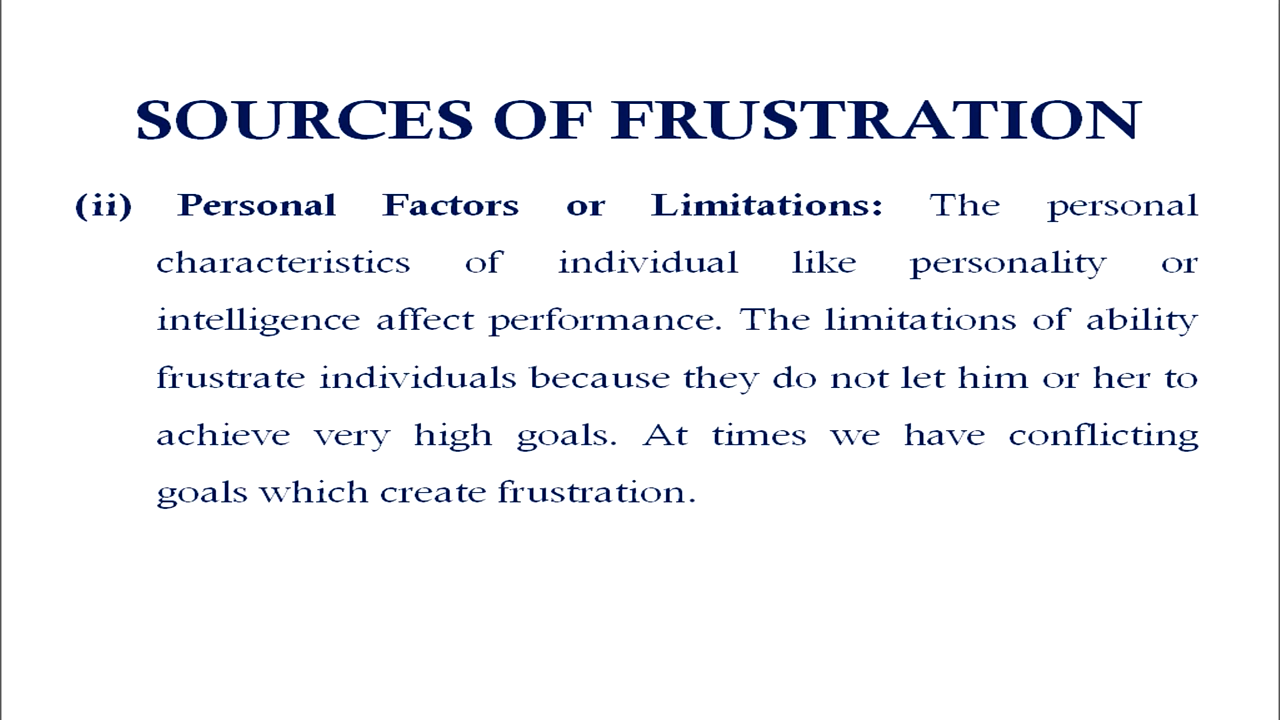 SOURCES OF FRUSTRATION
(ii) Personal Factors or Limitations: The personal
characteristics of individual like personality or
intelligence affect performance. The limitations of ability
frustrate individuals because they do not let him or her to
achieve very high goals. At times we have conflicting
goals which create frustration.